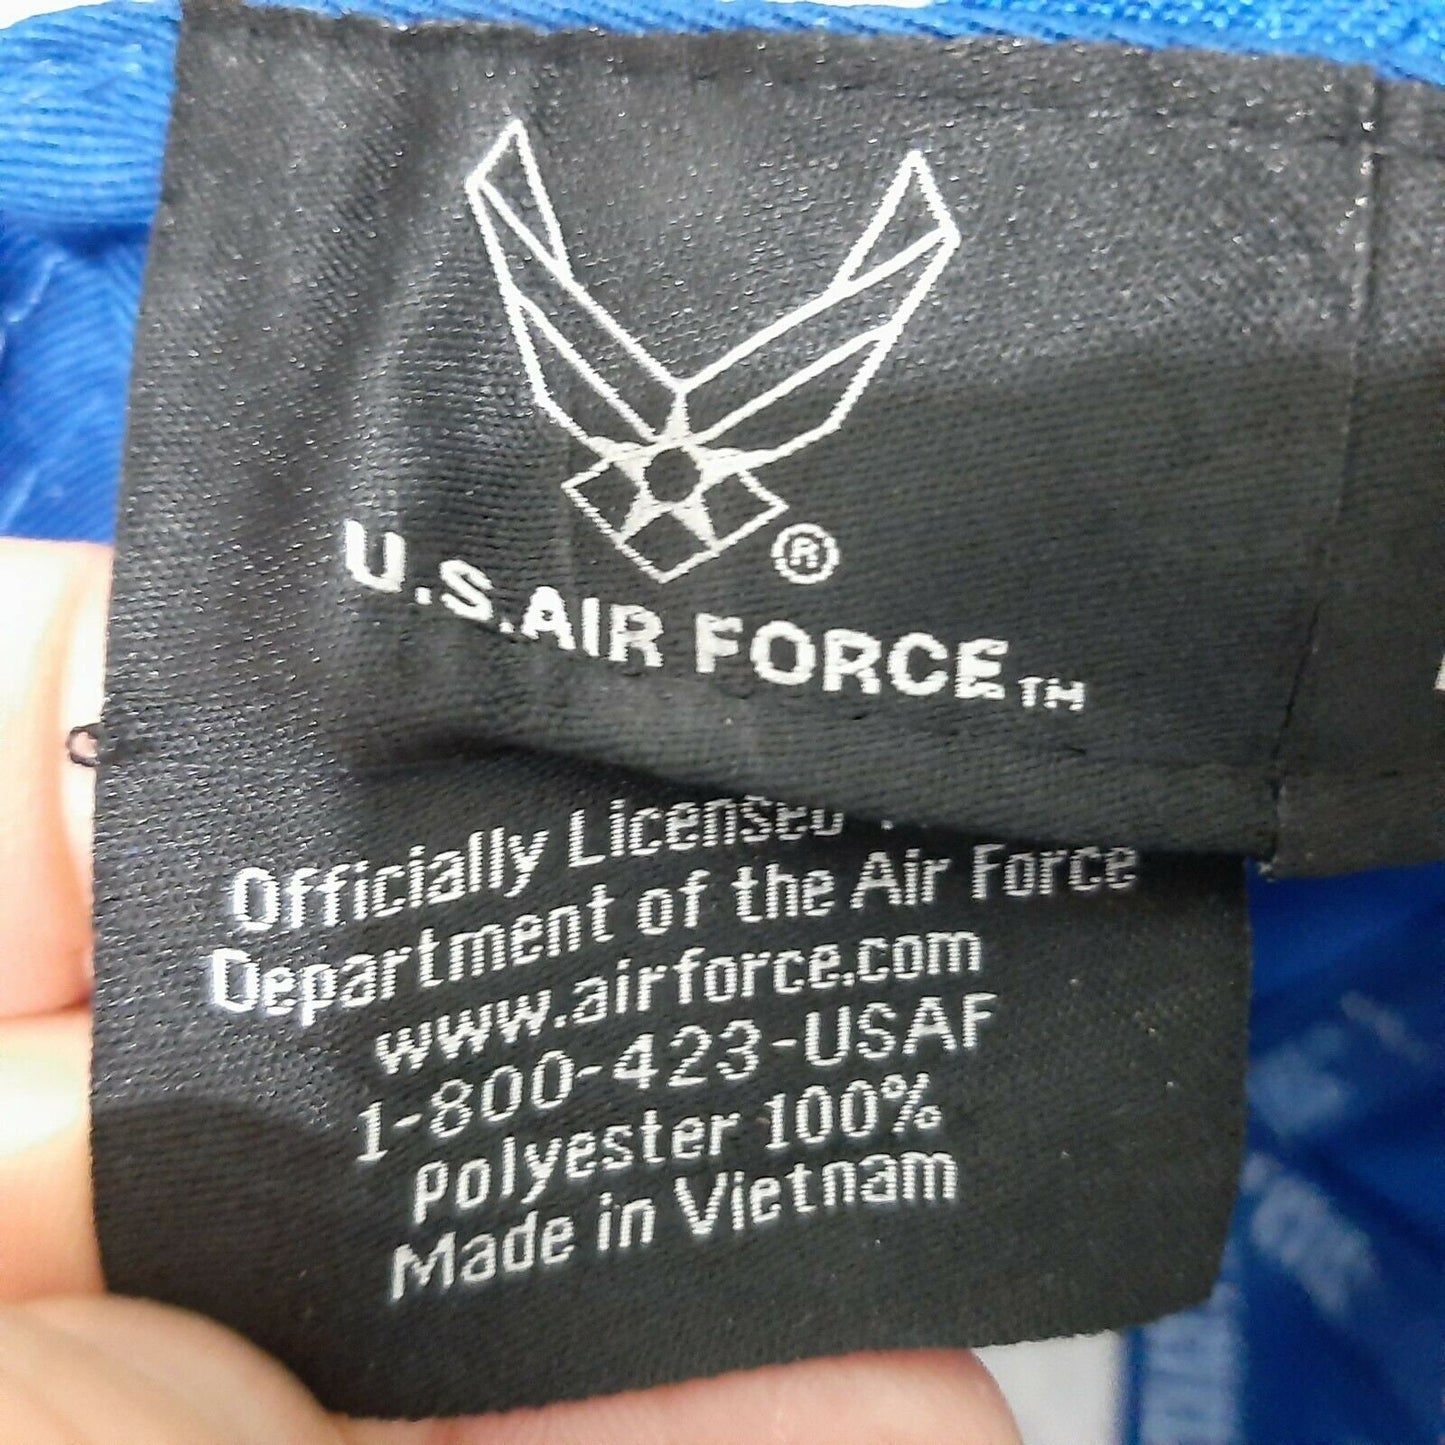 ®
U.S. AIR FORCE™
Officially Licensed
Department of the Air Force
www.airforce.com
1-800-423-USAF
Polyester 100%
Made in Vietnam